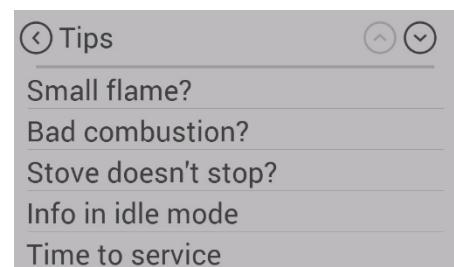 Tips
Small flame?
Bad combustion?
Stove doesn't stop?
Info in idle mode
Time to service